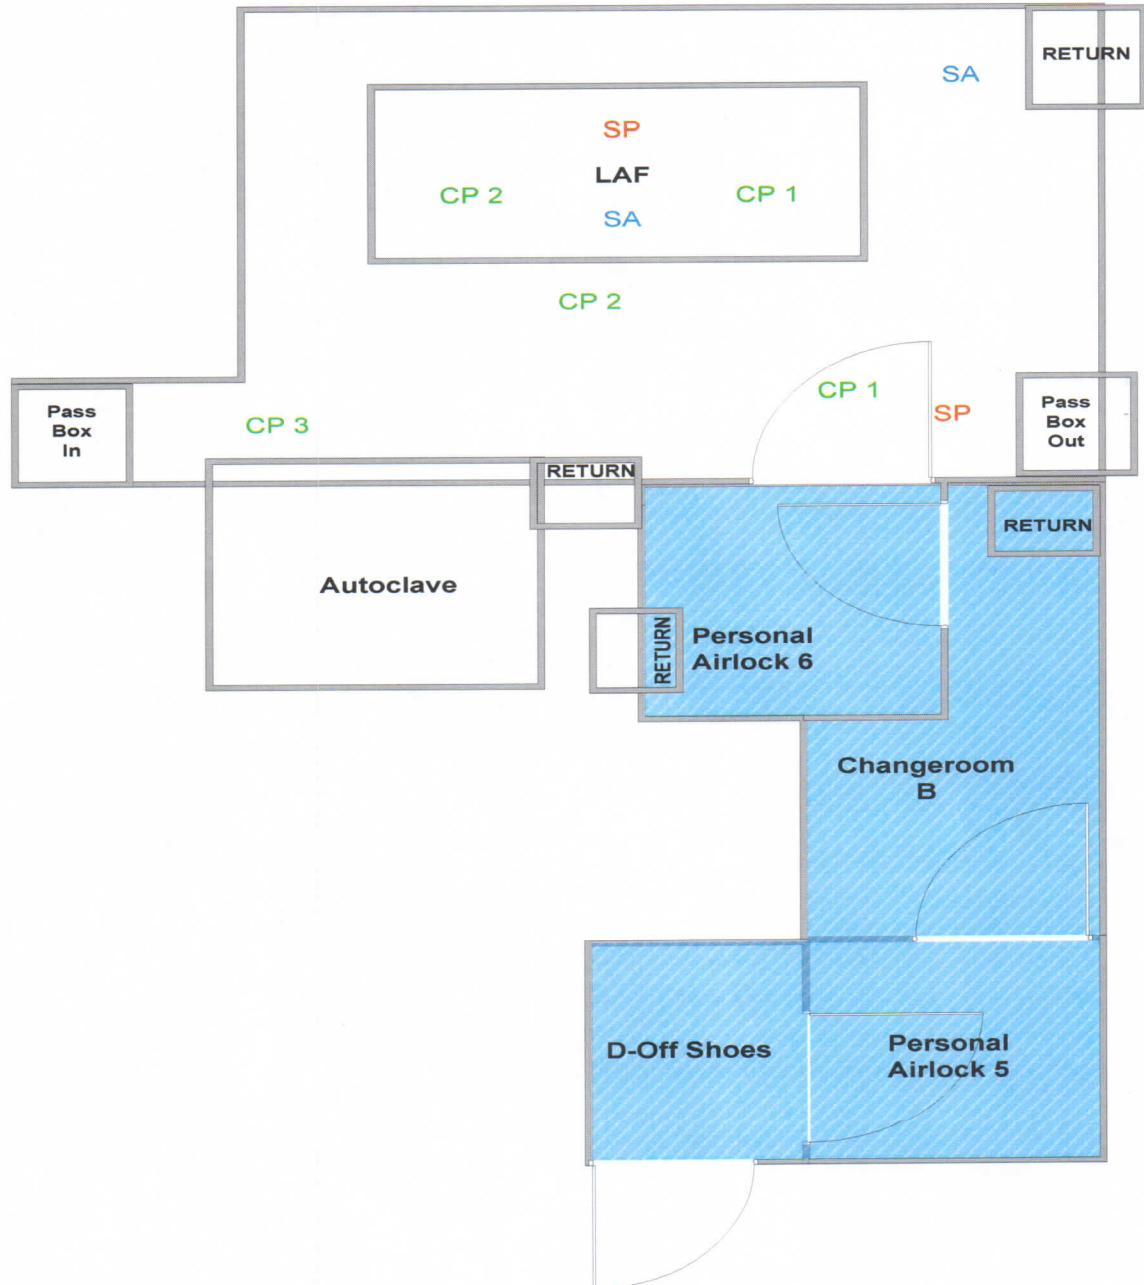 RETURN
SA
SP
LAF
CP 2
CP 1
SA
CP 2
CP 1
SP
Pass
Box
In
CP 3
Pass
Box
Out
RETURN
RETURN
Autoclave
RETURN
Personal
Airlock 6
Changeroom
B
D-Off Shoes
Personal
Airlock 5